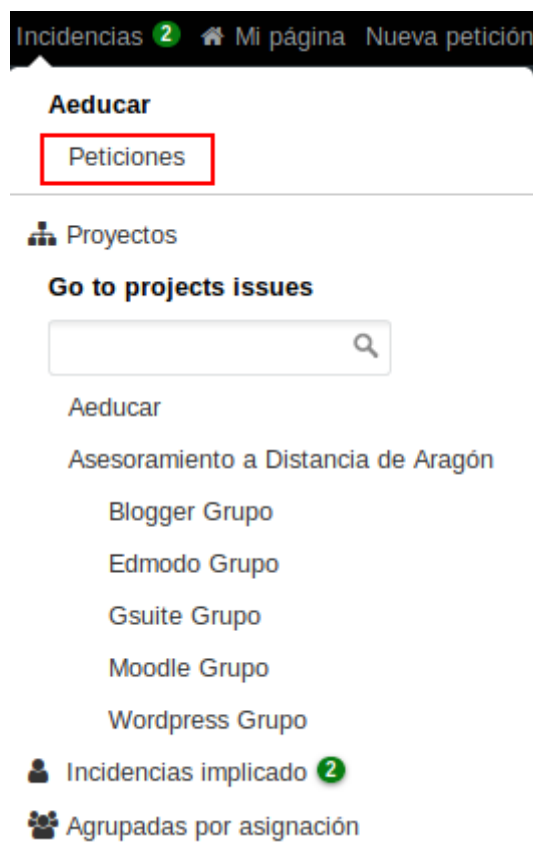 Incidencias 2 Mi página Nueva petición
Aeducar
Peticiones
Proyectos
Go to projects issues
Aeducar
Asesoramiento a Distancia de Aragón
Blogger Grupo
Edmodo Grupo
Gsuite Grupo
Moodle Grupo
Wordpress Grupo
Incidencias implicado 2
Agrupadas por asignación